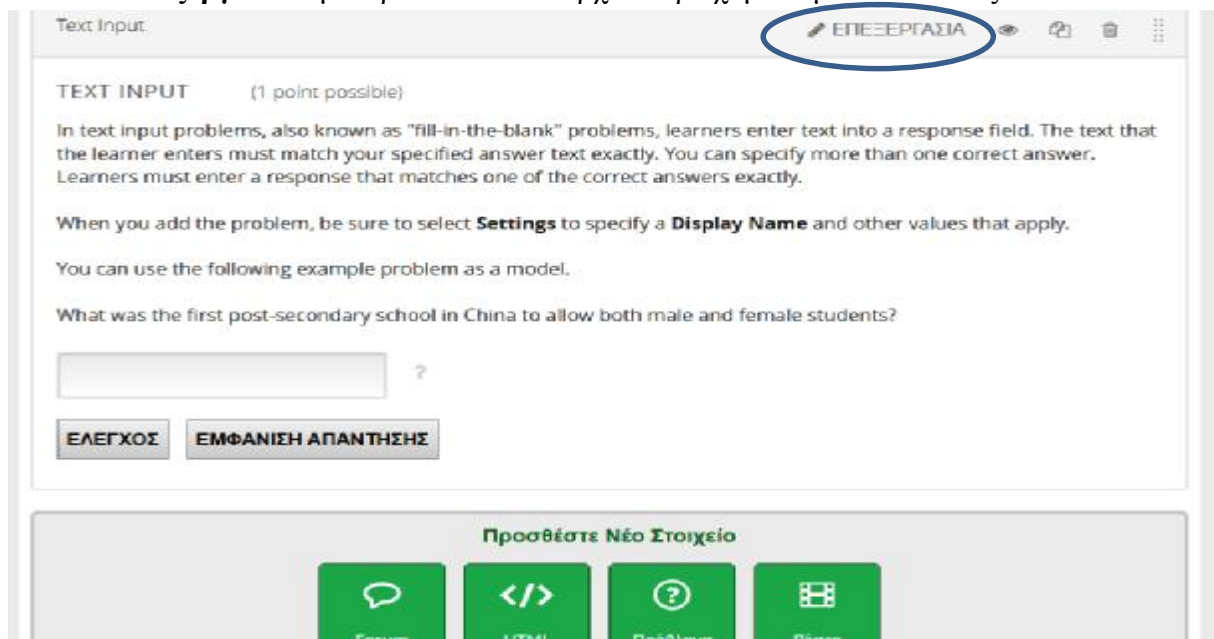 Text Input ΕΠΕΞΕΡΓΑΣΙΑ
TEXT INPUT (1 point possible)
In text input problems, also known as "fill-in-the-blank" problems, learners enter text into a response field. The text that
the learner enters must match your specified answer text exactly. You can specify more than one correct answer.
Learners must enter a response that matches one of the correct answers exactly.
When you add the problem, be sure to select Settings to specify a Display Name and other values that apply.
You can use the following example problem as a model.
What was the first post-secondary school in China to allow both male and female students?
?
ΕΛΕΓΧΟΣ ΕΜΦΑΝΙΣΗ ΑΠΑΝΤΗΣΗΣ
Προσθέστε Νέο Στοιχείο